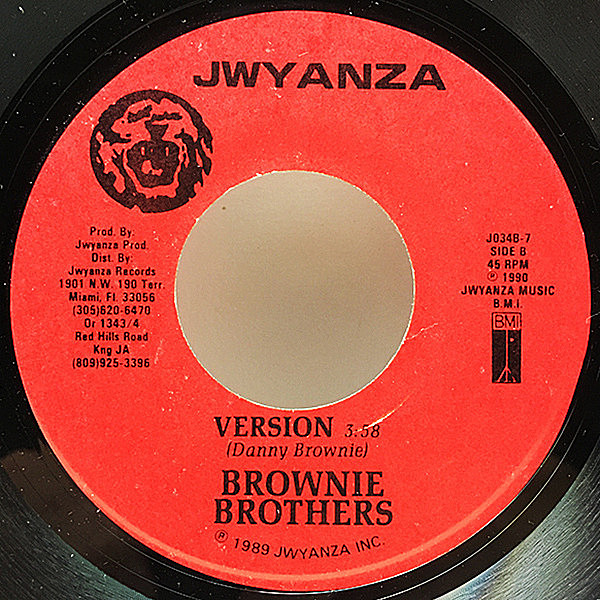 JWYANZA
Prod. By:
Jwyanza Prod.
Dist. By:
Jwyanza Records
1901 N.W. 190 Terr.
Miami, Fl. 33056
(305)620-6470
Or 1343/4
Red Hills Road
Kng JA
(809)925-3396
J034B-7
SIDE B
45 RPM
℗ 1990
JWYANZA MUSIC
B.M.I.
BMI
VERSION 3:58
(Danny Brownie)
BROWNIE
BROTHERS
℗ 1989 JWYANZA INC.